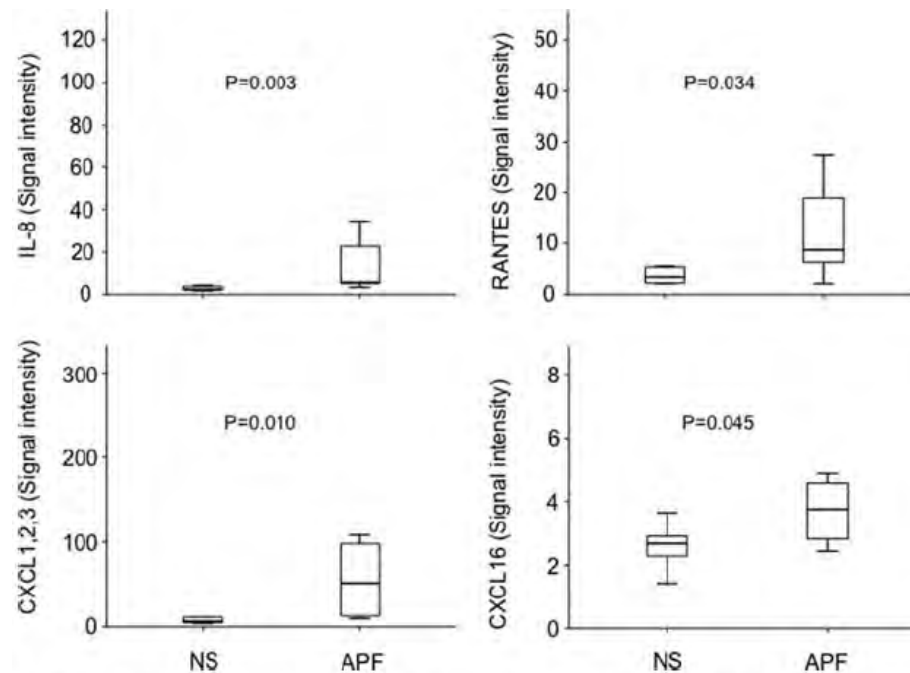 IL-8 (Signal intensity)
120
100
80
60
40
20
0
P=0.003
RANTES (Signal intensity)
50
40
30
20
10
0
P=0.034
CXCL1,2,3 (Signal intensity)
300
200
100
0
P=0.010
NS APF
CXCL16 (Signal intensity)
8
6
4
2
0
P=0.045
NS APF